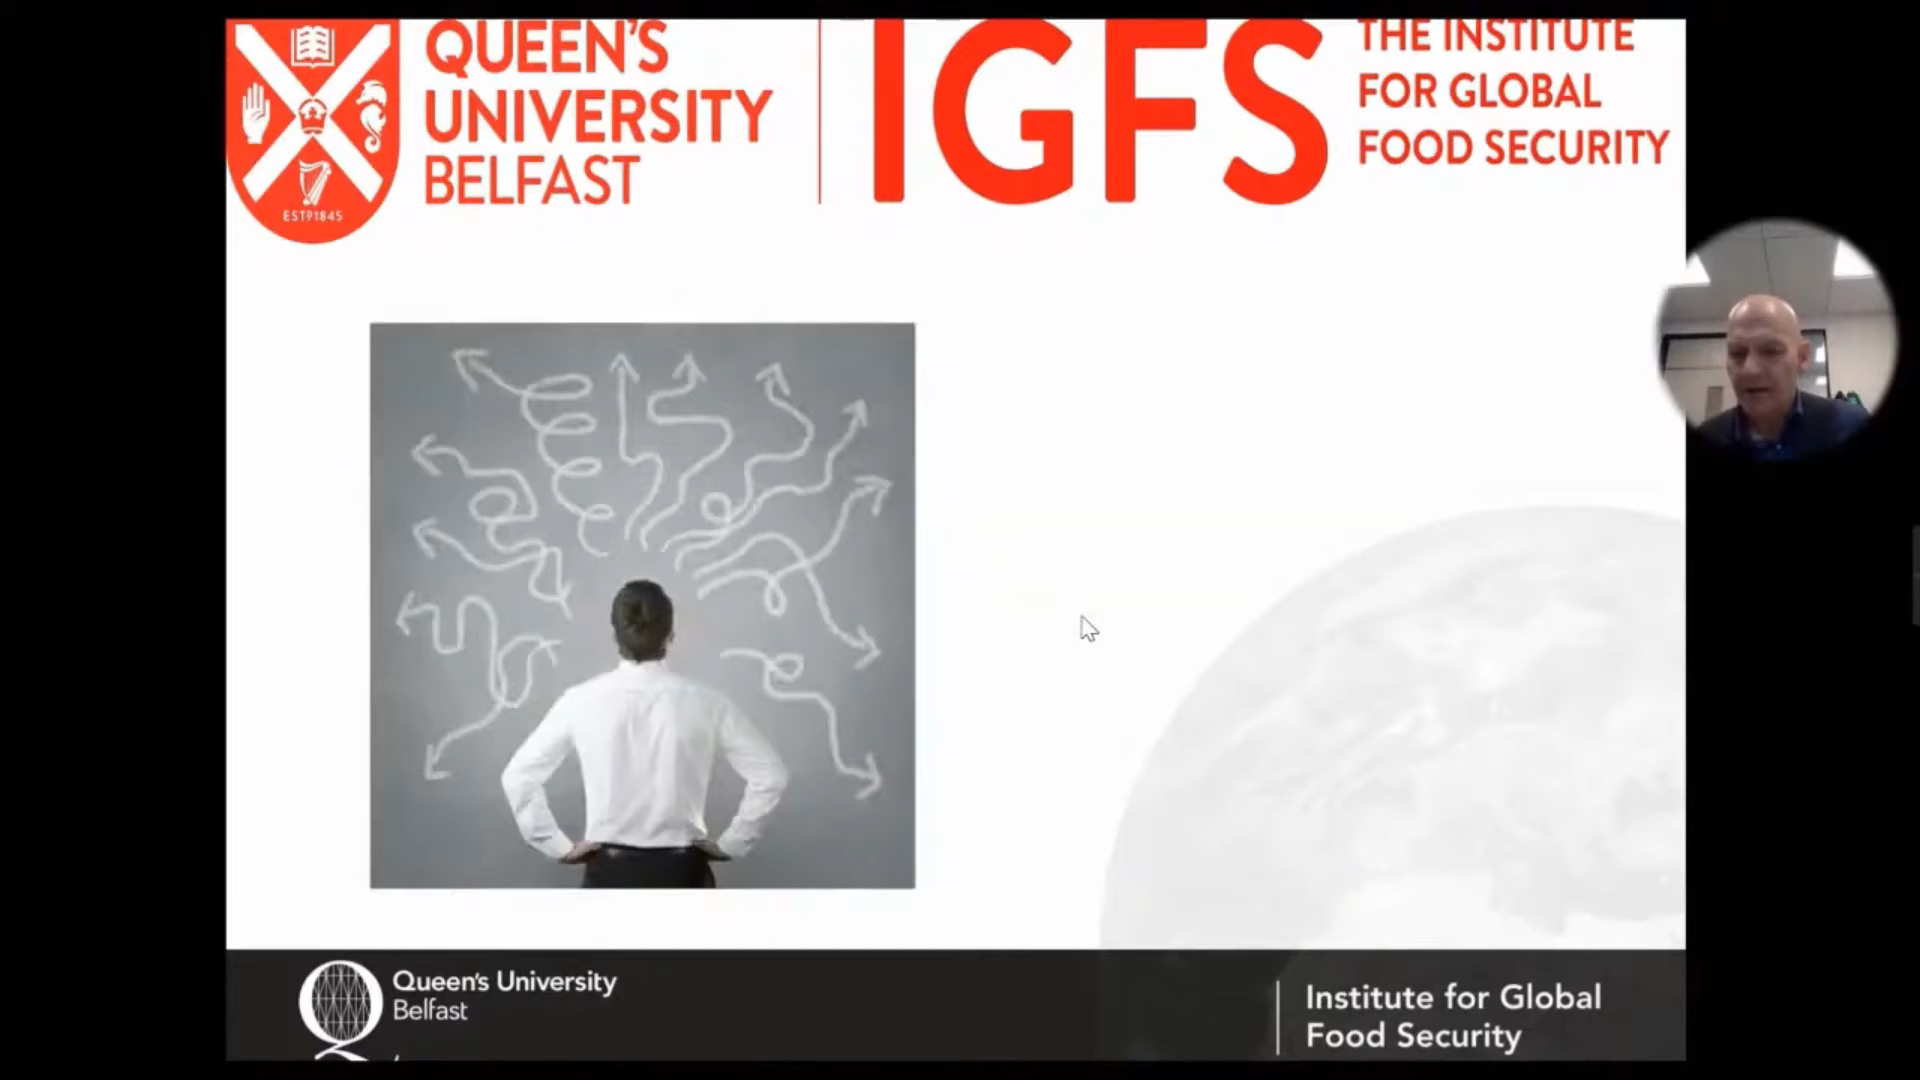 QUEEN'S
UNIVERSITY
BELFAST
ESTD1845
IGFS
THE INSTITUTE
FOR GLOBAL
FOOD SECURITY
Queen's University
Belfast
Institute for Global
Food Security